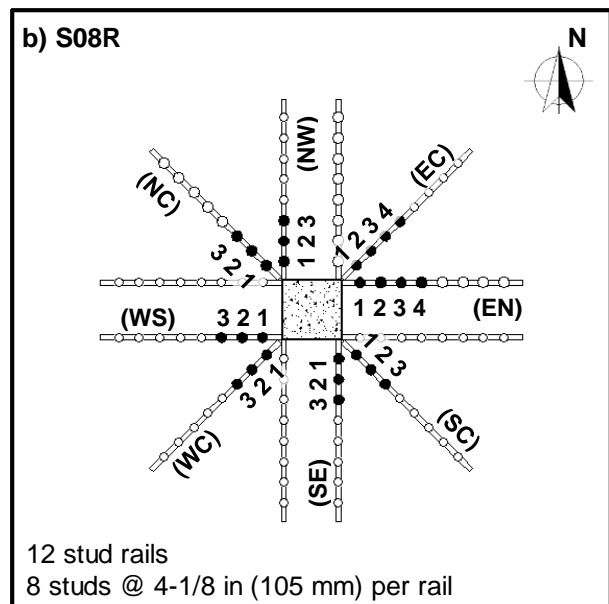 b) S08R
N
(NW)
(EC)
(NC)
1 2 3
1 2 3 4
3 2 1
1 2 3 4
(EN)
(WS)
3 2 1
1 2 3
3 2 1
3 2 1
(SC)
(WC)
(SE)
12 stud rails
8 studs @ 4-1/8 in (105 mm) per rail